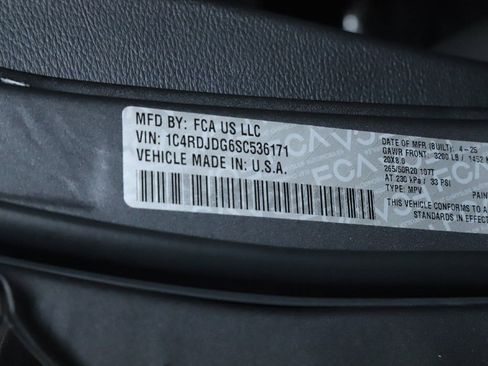 MFD BY: FCA US LLC
VIN: 1C4RDJDG6SC536171
VEHICLE MADE IN U.S.A.
DATE OF MFR (BUILT): 4-25
GAWR FRONT: 3200 LB / 1452
20X8.0
265/50R20 107T
AT 230 kPa / 33 PSI
TYPE: MPV
THIS VEHICLE CONFORMS TO A
STANDARDS IN EFFECT